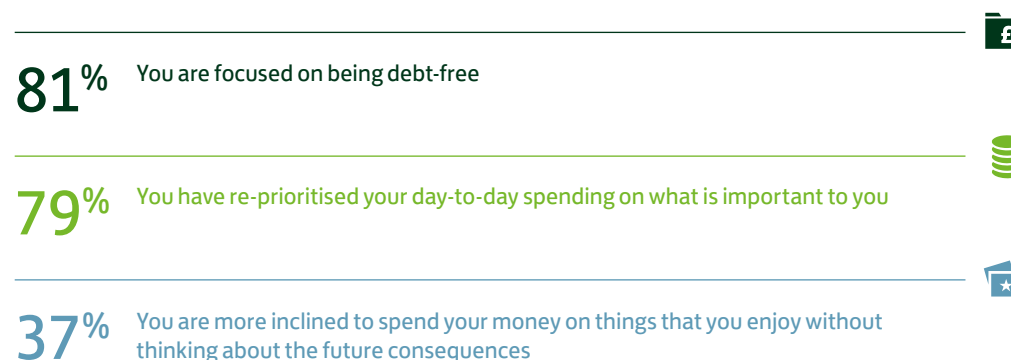 £
81% You are focused on being debt-free
79% You have re-prioritised your day-to-day spending on what is important to you
37% You are more inclined to spend your money on things that you enjoy without
thinking about the future consequences